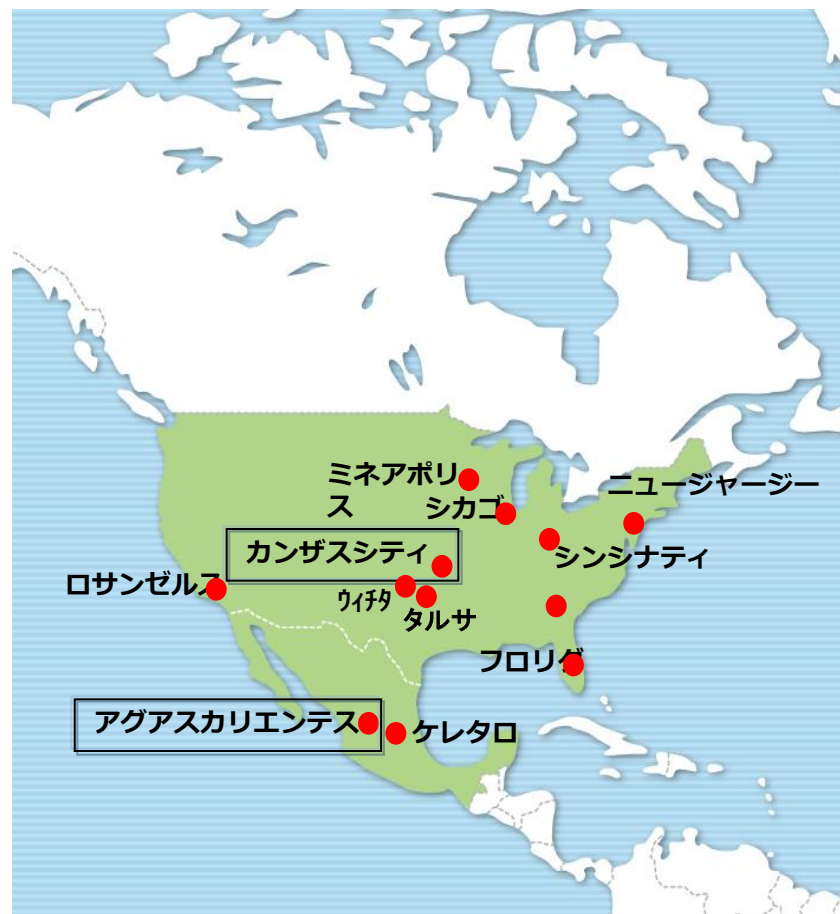 ミネアポリ
ス
シカゴ
ニュージャージー
カンザスシティ
シンシナティ
ロサンゼルス
ｳｨﾁﾀ
タルサ
フロリダ
アグアスカリエンテス
ケレタロ